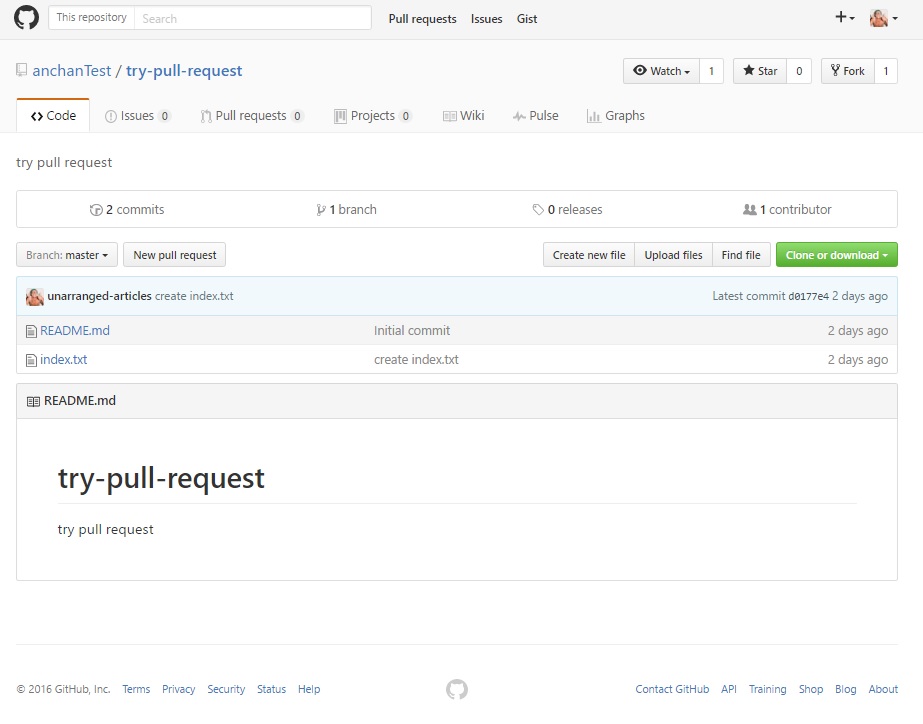 This repository Search Pull requests Issues Gist
anchanTest / try-pull-request Watch 1 Star 0 Fork 1
Code Issues 0 Pull requests 0 Projects 0 Wiki Pulse Graphs
try pull request
2 commits 1 branch 0 releases 1 contributor
Branch: master New pull request Create new file Upload files Find file Clone or download
unarranged-articles create index.txt Latest commit d0177e4 2 days ago
README.md Initial commit 2 days ago
index.txt create index.txt 2 days ago
README.md
try-pull-request
try pull request
© 2016 GitHub, Inc. Terms Privacy Security Status Help Contact GitHub API Training Shop Blog About